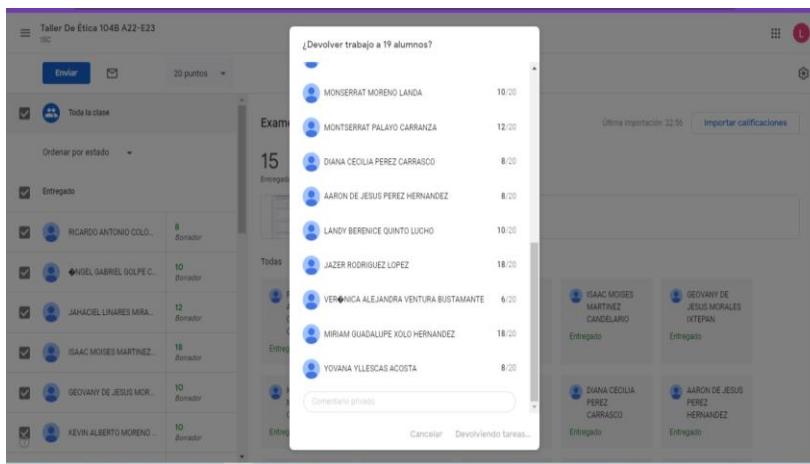 Taller De Ética 104B A22-E23
ISC
L
Enviar
20 puntos
Toda la clase
Ordenar por estado
Entregado
RICARDO ANTONIO COLO...
8
Borrador
�NGEL GABRIEL GOLPE C...
10
Borrador
JAHACIEL LINARES MIRA...
12
Borrador
ISAAC MOISES MARTINEZ...
18
Borrador
GEOVANY DE JESUS MOR...
10
Borrador
KEVIN ALBERTO MORENO ...
10
Borrador
Exame
15
Última importación: 22:56
Importar calificaciones
Todas
¿Devolver trabajo a 19 alumnos?
MONSERRAT MORENO LANDA 10/20
MONTSERRAT PALAYO CARRANZA 12/20
DIANA CECILIA PEREZ CARRASCO 8/20
AARON DE JESUS PEREZ HERNANDEZ 8/20
LANDY BERENICE QUINTO LUCHO 10/20
JAZER RODRIGUEZ LOPEZ 18/20
VER�NICA ALEJANDRA VENTURA BUSTAMANTE 6/20
MIRIAM GUADALUPE XOLO HERNANDEZ 18/20
YOVANA YLLESCAS ACOSTA 8/20
Comentario privado
Cancelar
Devolviendo tareas...
ISAAC MOISES
MARTINEZ
CANDELARIO
Entregado
GEOVANY DE
JESUS MORALES
IXTEPAN
Entregado
DIANA CECILIA
PEREZ
CARRASCO
Entregado
AARON DE JESUS
PEREZ
HERNANDEZ
Entregado